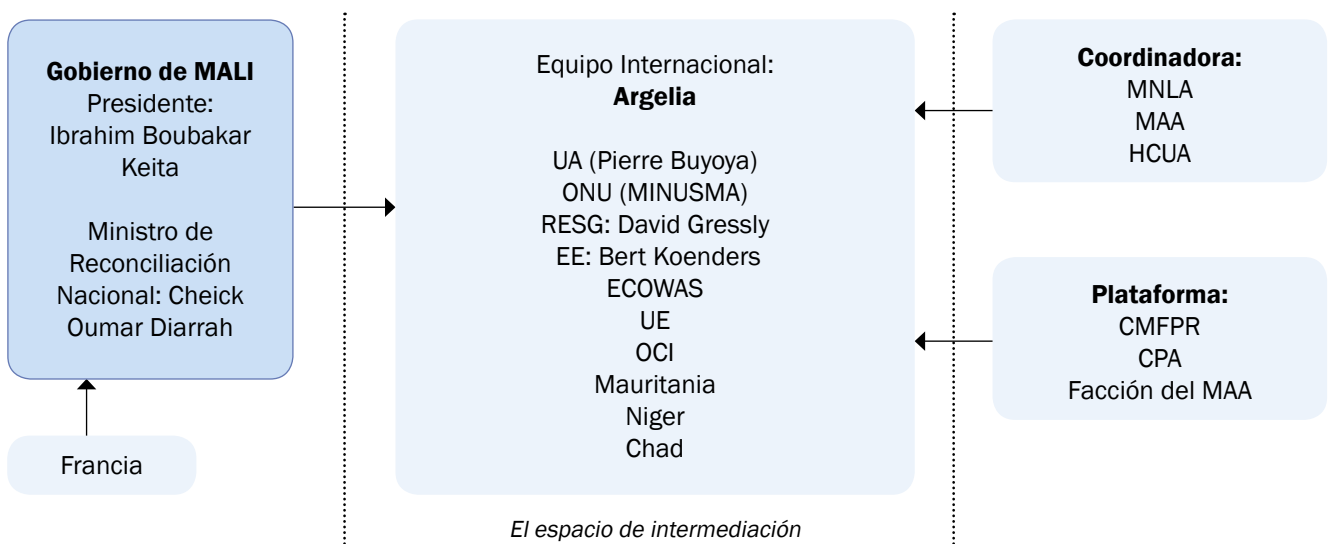 Gobierno de MALI
Presidente:
Ibrahim Boubakar
Keita
Ministro de
Reconciliación
Nacional: Cheick
Oumar Diarrah
Francia
Equipo Internacional:
Argelia
UA (Pierre Buyoya)
ONU (MINUSMA)
RESG: David Gressly
EE: Bert Koenders
ECOWAS
UE
OCI
Mauritania
Niger
Chad
El espacio de intermediación
Coordinadora:
MNLA
MAA
HCUA
Plataforma:
CMFPR
CPA
Facción del MAA